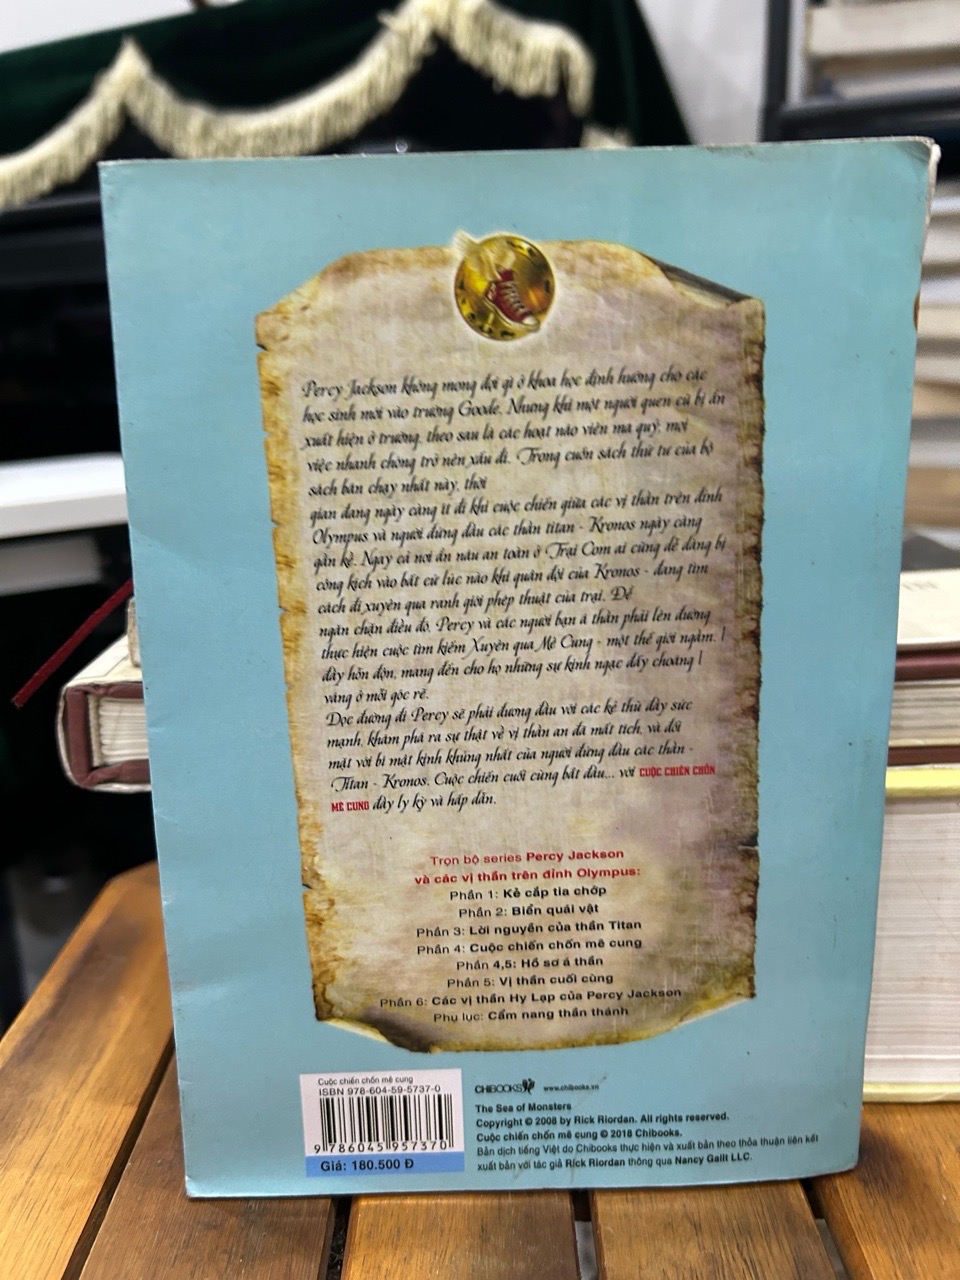 Percy Jackson không mong đợi gì ở khoa học định hướng cho các
học sinh mới vào trường Goode. Nhưng khi một người quen cũ bí ẩn
xuất hiện ở trường, theo sau là các hoạt náo viên ma quỷ, mọi
việc nhanh chóng trở nên xấu đi. Trong cuốn sách thứ tư của bộ
sách bán chạy nhất này, thời
gian đang ngày càng ít đi khi cuộc chiến giữa các vị thần trên đỉnh
Olympus và người đứng đầu các thần titan - Kronos ngày càng
gần kề. Ngay cả nơi ẩn náu an toàn ở Trại Con ai cũng dễ dàng bị
công kích vào bất cứ lúc nào khi quân đội của Kronos - đang tìm
cách đi xuyên qua ranh giới phép thuật của trại. Để
ngăn chặn điều đó, Percy và các người bạn á thần phải lên đường
thực hiện cuộc tìm kiếm Xuyên qua Mê Cung - một thế giới ngầm,
đầy hỗn độn, mang đến cho họ những sự kinh ngạc đầy choáng
váng ở mỗi góc rẽ.
Dọc đường đi Percy sẽ phải đương đầu với các kẻ thù đầy sức
mạnh, khám phá ra sự thật về vị thần an đã mất tích, và đối
mặt với bí mật kinh khủng nhất của người đứng đầu các thần -
Titan - Kronos. Cuộc chiến cuối cùng bắt đầu... với CUỘC CHIẾN CHỐN
MÊ CUNG đầy ly kỳ và hấp dẫn.
Trọn bộ series Percy Jackson
và các vị thần trên đỉnh Olympus:
Phần 1: Kẻ cắp tia chớp
Phần 2: Biển quái vật
Phần 3: Lời nguyền của thần Titan
Phần 4: Cuộc chiến chốn mê cung
Phần 4,5: Hồ sơ á thần
Phần 5: Vị thần cuối cùng
Phần 6: Các vị thần Hy Lạp của Percy Jackson
Phụ lục: Cẩm nang thần thánh
Cuộc chiến chốn mê cung
ISBN 978-604-59-5737-0
9 786045 957370
Giá: 180.500 Đ
CHIBOOKS www.chibooks.vn
The Sea of Monsters
Copyright © 2008 by Rick Riordan. All rights reserved.
Cuộc chiến chốn mê cung © 2018 Chibooks.
Bản dịch tiếng Việt do Chibooks thực hiện và xuất bản theo thỏa thuận liên kết
xuất bản với tác giả Rick Riordan thông qua Nancy Gallt LLC.